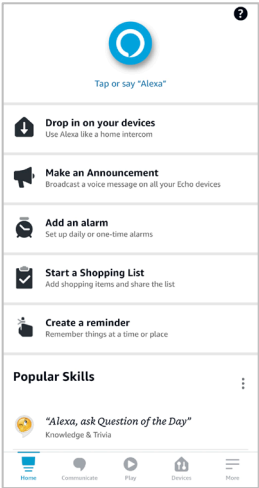 ?
Tap or say "Alexa"
Drop in on your devices
Use Alexa like a home intercom
Make an Announcement
Broadcast a voice message on all your Echo devices
Add an alarm
Set up daily or one-time alarms
Start a Shopping List
Add shopping items and share the list
Create a reminder
Remember things at a time or place
Popular Skills
"Alexa, ask Question of the Day"
Knowledge & Trivia
Home Communicate Play Devices More